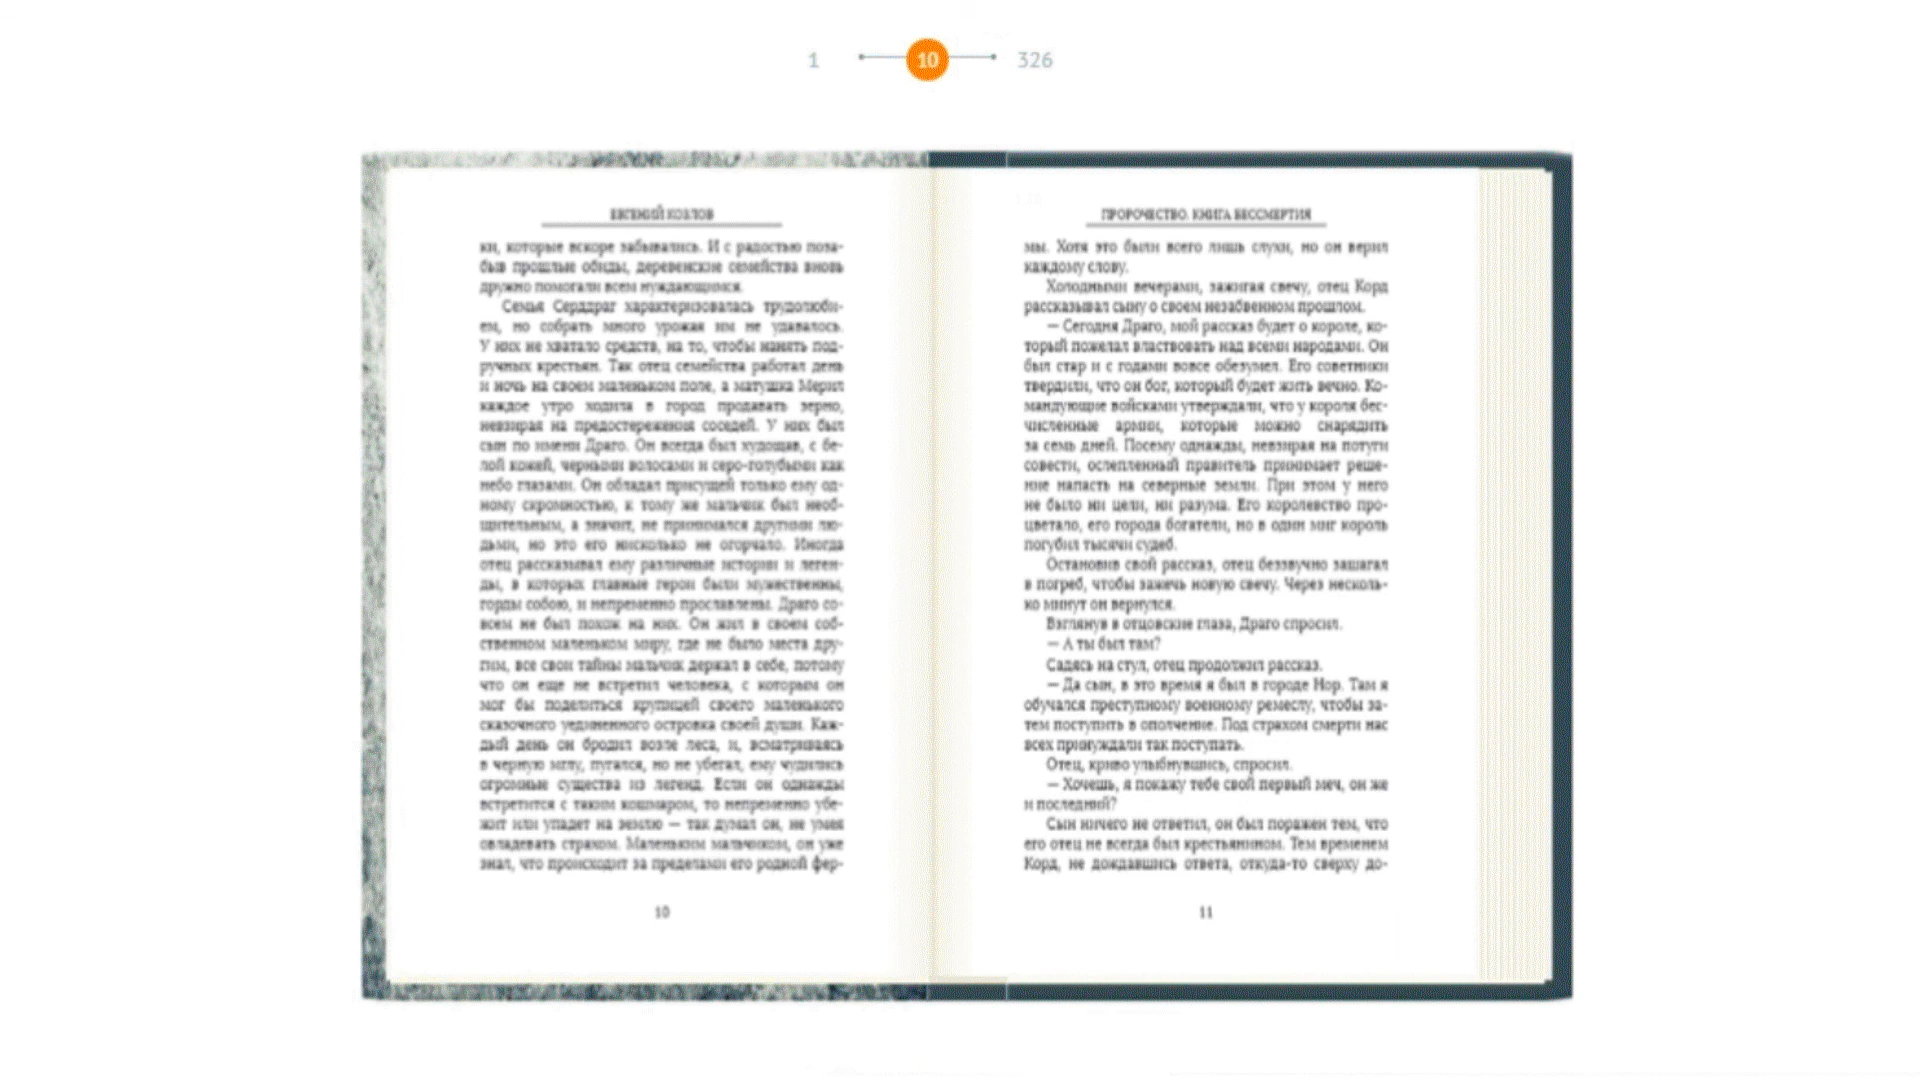 1
10
326
ЕВГЕНИЙ КОЗЛОВ
ки, которые вскоре забывались. И с радостью поза-
быв прошлые обиды, деревенские семейства вновь
дружно помогали всем нуждающимся.
Семья Серддраг характеризовалась трудолюби-
ем, но собрать много урожая им не удавалось.
У них не хватало средств, на то, чтобы нанять под-
ручных крестьян. Так отец семейства работал день
и ночь на своем маленьком поле, а матушка Мерил
каждое утро ходила в город продавать зерно,
невзирая на предостережения соседей. У них был
сын по имени Драго. Он всегда был худощав, с бе-
лой кожей, черными волосами и серо-голубыми как
небо глазами. Он обладал присущей только ему од-
ному скромностью, к тому же мальчик был необ-
щительным, а значит, не принимался другими лю-
дьми, но это его нисколько не огорчало. Иногда
отец рассказывал ему различные истории и леген-
ды, в которых главные герои были мужественны,
горды собою, и непременно прославлены. Драго со-
всем не был похож на них. Он жил в своем соб-
ственном маленьком миру, где не было места дру-
гим, все свои тайны мальчик держал в себе, потому
что он еще не встретил человека, с которым он
мог бы поделиться крупицей своего маленького
сказочного уединенного островка своей души. Каж-
дый день он бродил возле леса, и, всматриваясь
в черную мглу, пугался, но не убегал, ему чудились
огромные существа из легенд. Если он однажды
встретится с таким кошмаром, то непременно убе-
жит или упадет на землю — так думал он, не умея
овладевать страхом. Маленьким мальчиком, он уже
знал, что происходит за пределами его родной фер-
10
ПРОРОЧЕСТВО. КНИГА БЕССМЕРТИЯ
мы. Хотя это были всего лишь слухи, но он верил
каждому слову.
Холодными вечерами, зажигая свечу, отец Корд
рассказывал сыну о своем незабвенном прошлом.
— Сегодня Драго, мой рассказ будет о короле, ко-
торый пожелал властвовать над всеми народами. Он
был стар и с годами вовсе обезумел. Его советники
твердили, что он бог, который будет жить вечно. Ко-
мандующие войсками утверждали, что у короля бес-
численные армии, которые можно снарядить
за семь дней. Посему однажды, невзирая на потуги
совести, ослепленный правитель принимает реше-
ние напасть на северные земли. При этом у него
не было ни цели, ни разума. Его королевство про-
цветало, его города богатели, но в один миг король
погубил тысячи судеб.
Остановив свой рассказ, отец беззвучно зашагал
в погреб, чтобы зажечь новую свечу. Через несколь-
ко минут он вернулся.
Взглянув в отцовские глаза, Драго спросил.
— А ты был там?
Садясь на стул, отец продолжил рассказ.
— Да сын, в это время я был в городе Нор. Там я
обучался преступному военному ремеслу, чтобы за-
тем поступить в ополчение. Под страхом смерти нас
всех принуждали так поступать.
Отец, криво улыбнувшись, спросил.
— Хочешь, я покажу тебе свой первый меч, он же
и последний?
Сын ничего не ответил, он был поражен тем, что
его отец не всегда был крестьянином. Тем временем
Корд, не дождавшись ответа, откуда-то сверху до-
11